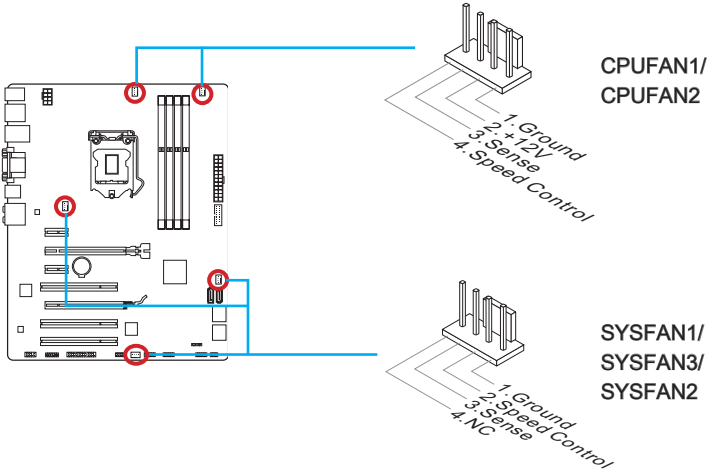 CPUFAN1/
CPUFAN2
1.Ground
2.+12V
3.Sense
4.Speed Control
SYSFAN1/
SYSFAN3/
SYSFAN2
1.Ground
2.Speed Control
3.Sense
4.NC